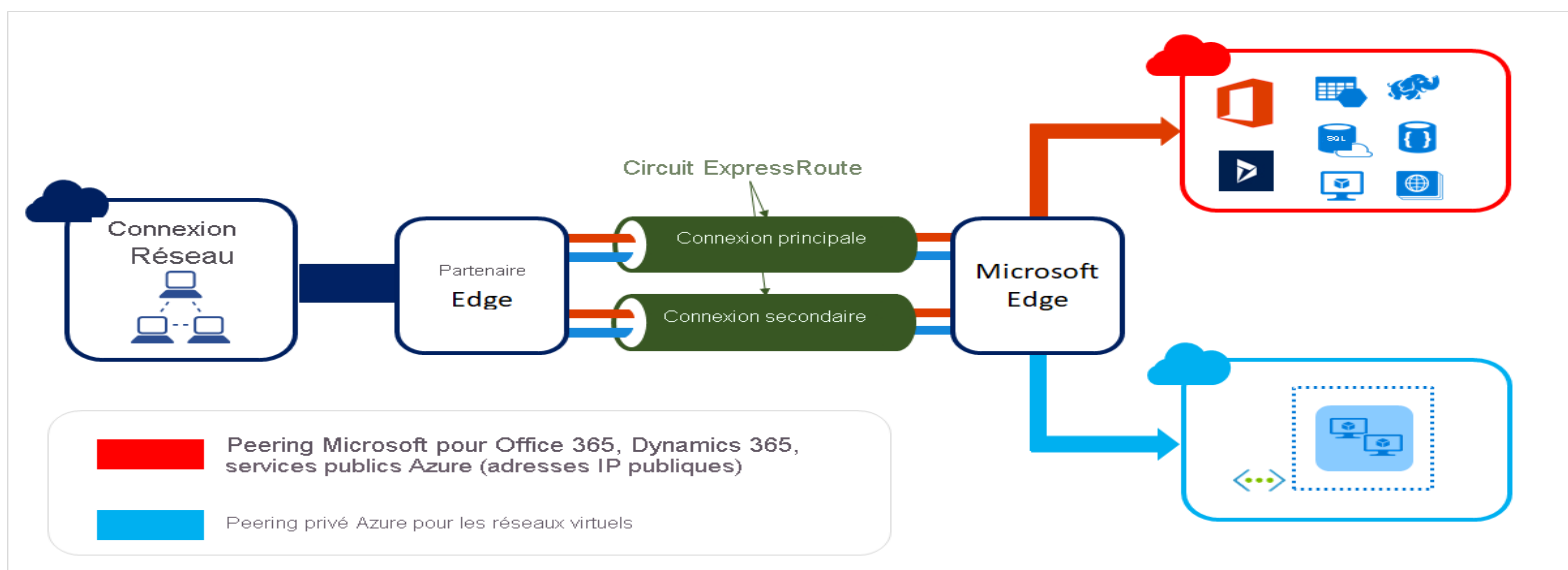 Circuit ExpressRoute
Connexion
Réseau
Partenaire
Edge
Connexion principale
Connexion secondaire
Microsoft
Edge
SQL
Peering Microsoft pour Office 365, Dynamics 365,
services publics Azure (adresses IP publiques)
Peering privé Azure pour les réseaux virtuels